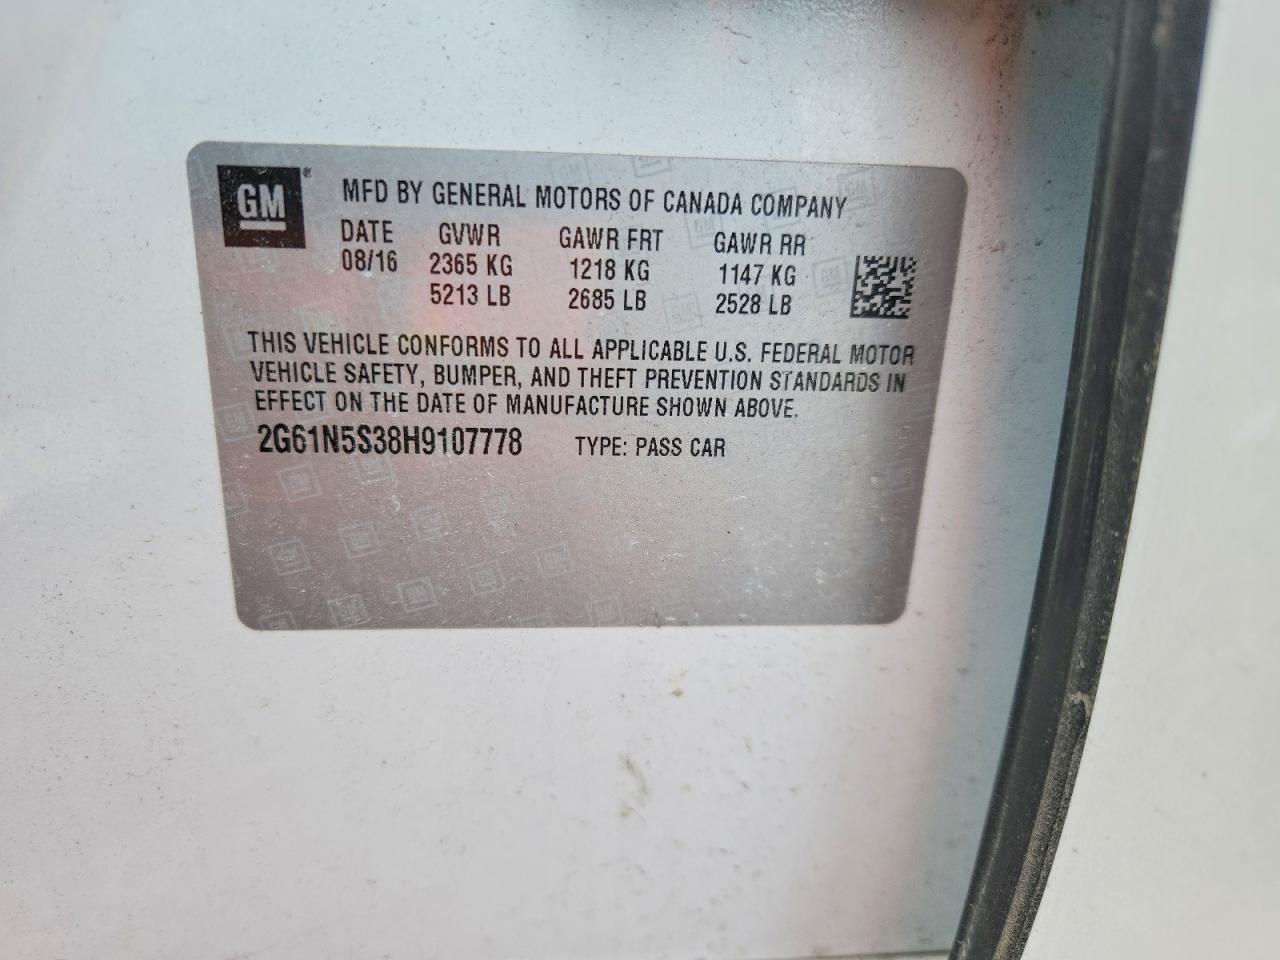 GM® MFD BY GENERAL MOTORS OF CANADA COMPANY
DATE GVWR GAWR FRT GAWR RR
08/16 2365 KG 1218 KG 1147 KG
5213 LB 2685 LB 2528 LB
THIS VEHICLE CONFORMS TO ALL APPLICABLE U.S. FEDERAL MOTOR
VEHICLE SAFETY, BUMPER, AND THEFT PREVENTION STANDARDS IN
EFFECT ON THE DATE OF MANUFACTURE SHOWN ABOVE.
2G61N5S38H9107778 TYPE: PASS CAR